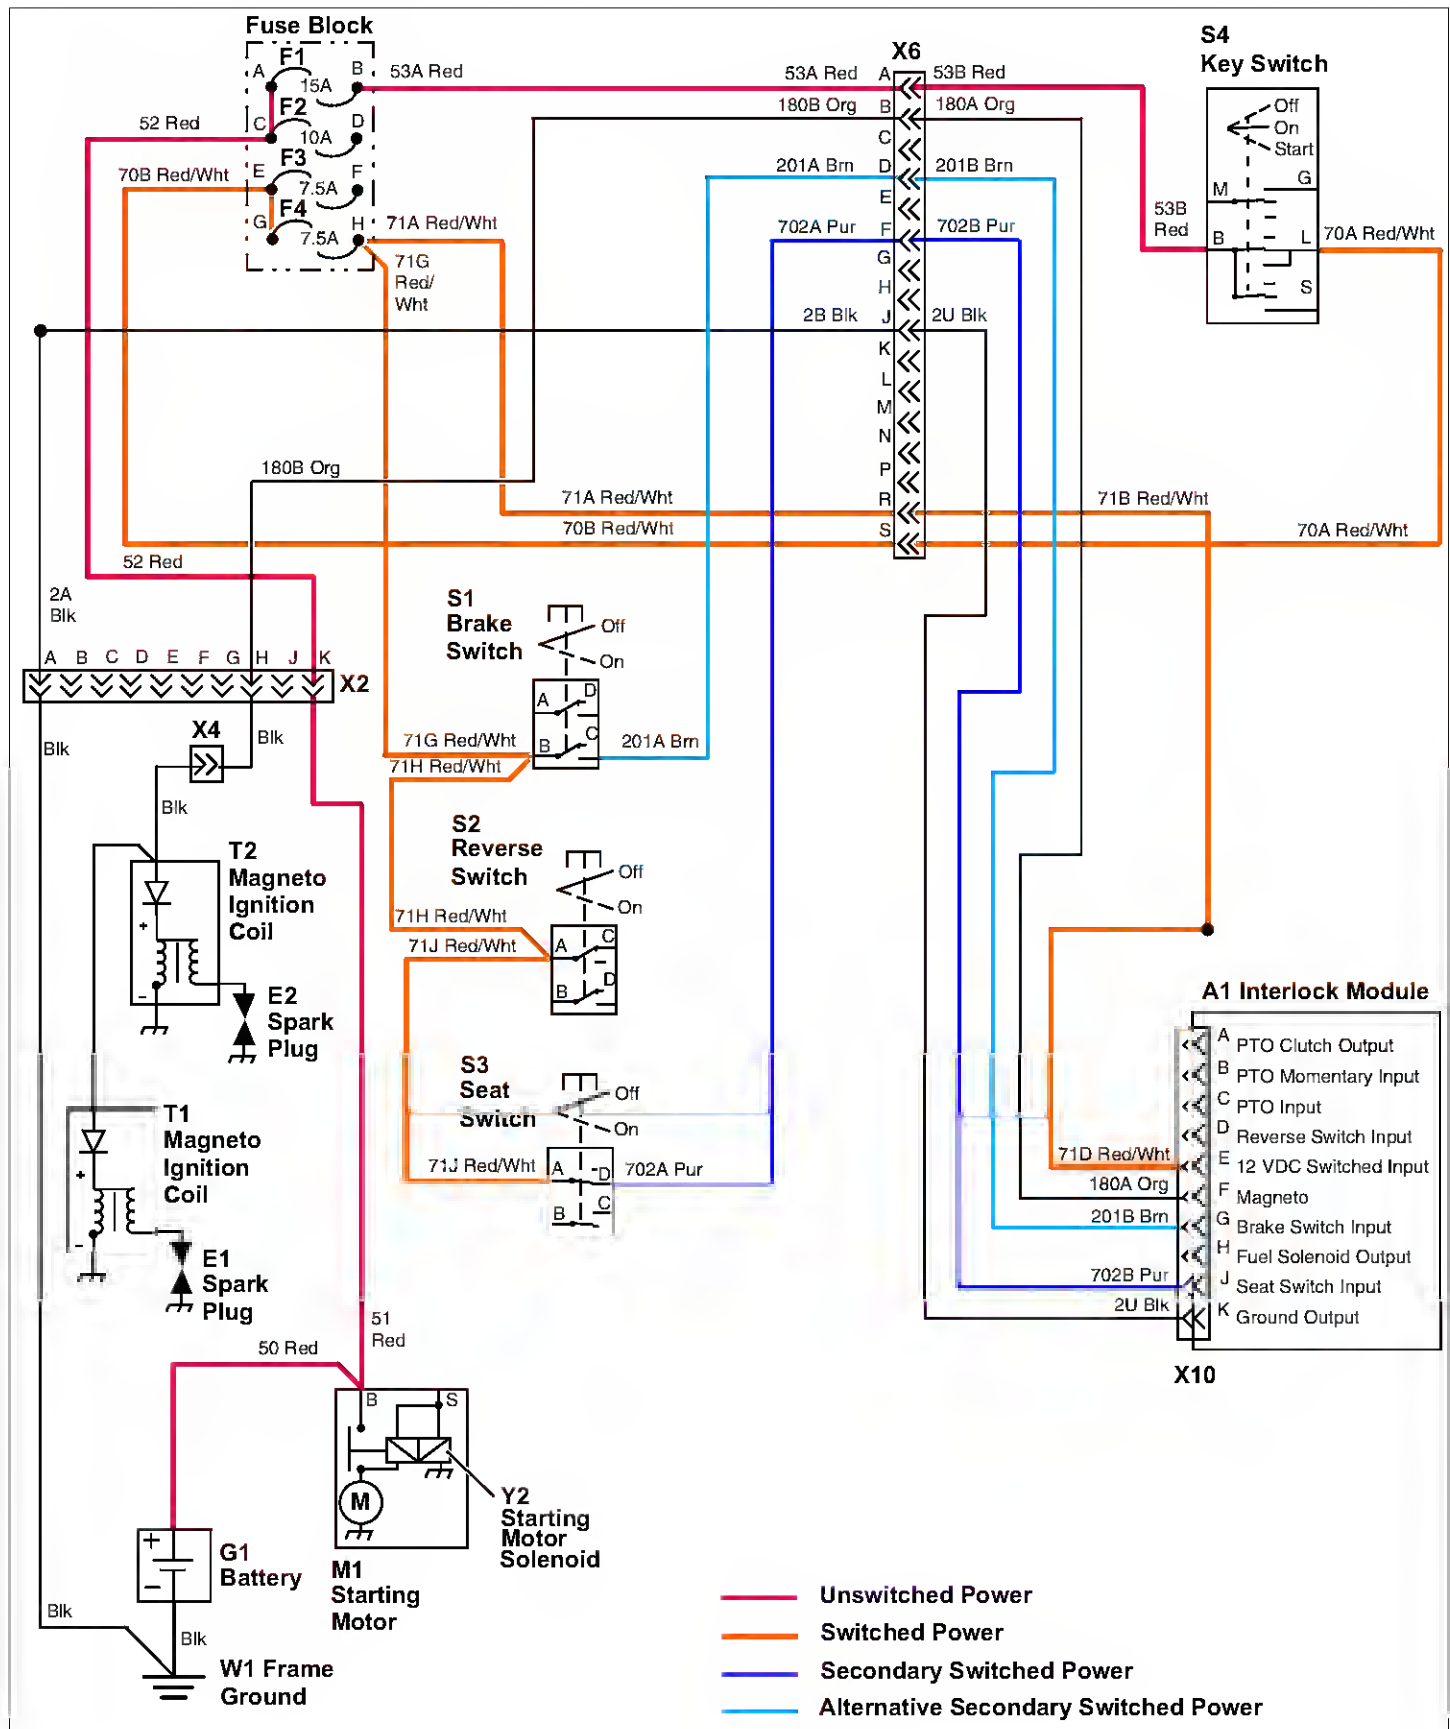 Fuse Block
F1
A
B
15A
F2
C
D
10A
F3
E
F
7.5A
F4
G
H
7.5A
53A Red
52 Red
70B Red/Wht
71A Red/Wht
71G
Red/
Wht
X6
53A Red
A
53B Red
180B Org
B
180A Org
C
201A Brn
D
201B Brn
E
702A Pur
F
702B Pur
G
H
2B Blk
J
2U Blk
K
L
M
N
P
71A Red/Wht
R
71B Red/Wht
70B Red/Wht
S
70A Red/Wht
S4
Key Switch
Off
On
Start
M
G
B
L
S
53B
Red
70A Red/Wht
180B Org
52 Red
2A
Blk
A B C D E F G H J K
X2
Blk
X4
Blk
Blk
S1
Brake
Switch
Off
On
A
D
B
C
71G Red/Wht
71H Red/Wht
201A Brn
S2
Reverse
Switch
Off
On
A
C
B
D
71H Red/Wht
71J Red/Wht
S3
Seat
Switch
Off
On
A
D
B
C
71J Red/Wht
702A Pur
T2
Magneto
Ignition
Coil
+
-
E2
Spark
Plug
T1
Magneto
Ignition
Coil
+
-
E1
Spark
Plug
A1 Interlock Module
A PTO Clutch Output
B PTO Momentary Input
C PTO Input
D Reverse Switch Input
71D Red/Wht E 12 VDC Switched Input
180A Org F Magneto
201B Brn G Brake Switch Input
H Fuel Solenoid Output
702B Pur J Seat Switch Input
2U Blk K Ground Output
X10
51
Red
50 Red
B
S
M
Y2
Starting
Motor
Solenoid
M1
Starting
Motor
+
−
G1
Battery
Blk
Blk
W1 Frame
Ground
Unswitched Power
Switched Power
Secondary Switched Power
Alternative Secondary Switched Power